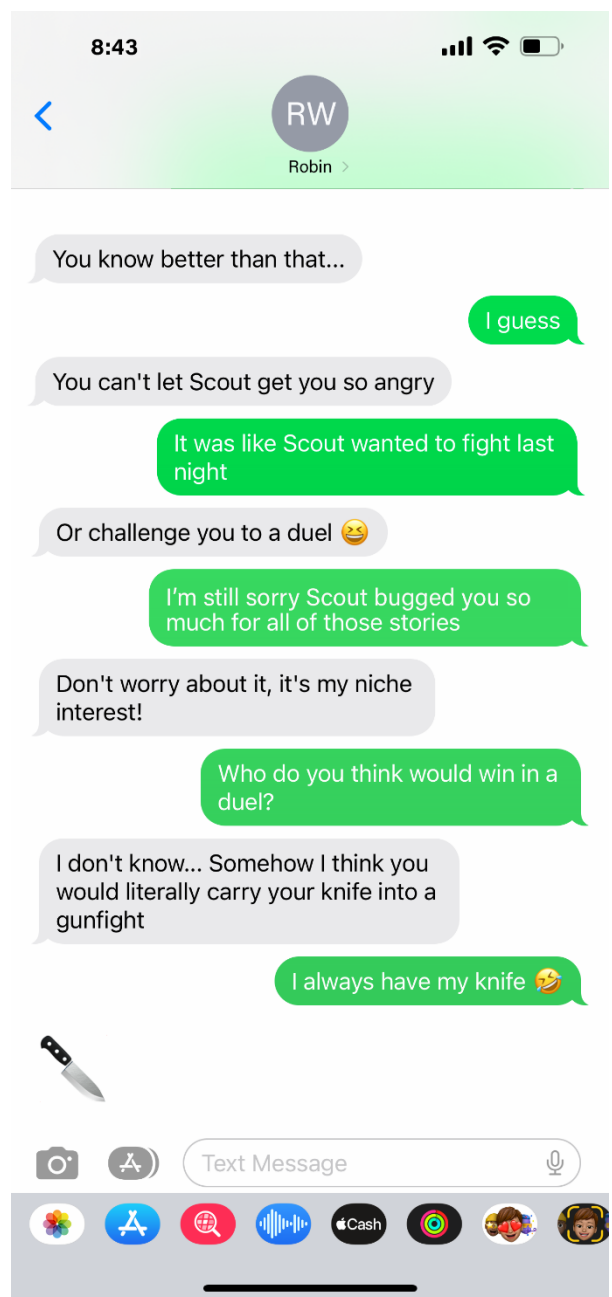 8:43
RW
Robin
You know better than that...
I guess
You can't let Scout get you so angry
It was like Scout wanted to fight last
night
Or challenge you to a duel 😆
I’m still sorry Scout bugged you so
much for all of those stories
Don't worry about it, it's my niche
interest!
Who do you think would win in a
duel?
I don't know... Somehow I think you
would literally carry your knife into a
gunfight
I always have my knife 🤣
🔪
Text Message
Cash